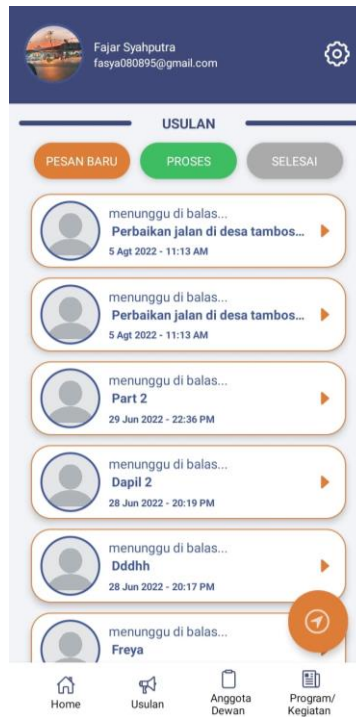 Fajar Syahputra
fasya080895@gmail.com
USULAN
PESAN BARU
PROSES
SELESAI
menunggu di balas...
Perbaikan jalan di desa tambos...
5 Agt 2022 - 11:13 AM
menunggu di balas...
Perbaikan jalan di desa tambos...
5 Agt 2022 - 11:13 AM
menunggu di balas...
Part 2
29 Jun 2022 - 22:36 PM
menunggu di balas...
Dapil 2
28 Jun 2022 - 20:19 PM
menunggu di balas...
Dddhh
28 Jun 2022 - 20:17 PM
menunggu di balas...
Freya
Home
Usulan
Anggota
Dewan
Program/
Kegiatan